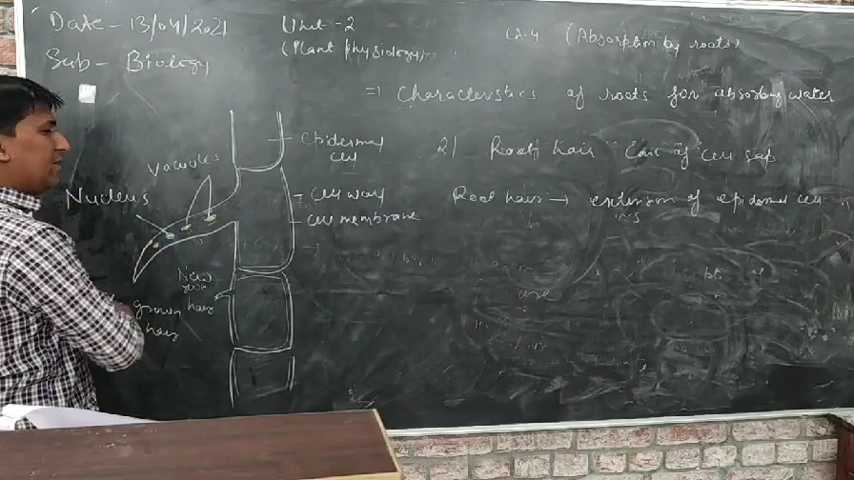 Date - 13/04/2021
Sub - Biology
Unit - 2
(Plant physiology)
(Absorption by roots)
⇒ Characteristics of roots for absorbing water
2) Root hair Conc of cell sap
Root hairs → extension of epidermal cell
Epidermal
cell
Vacuoles
Nucleus
cell wall
cell membrane
New
root
hair
grown
hair